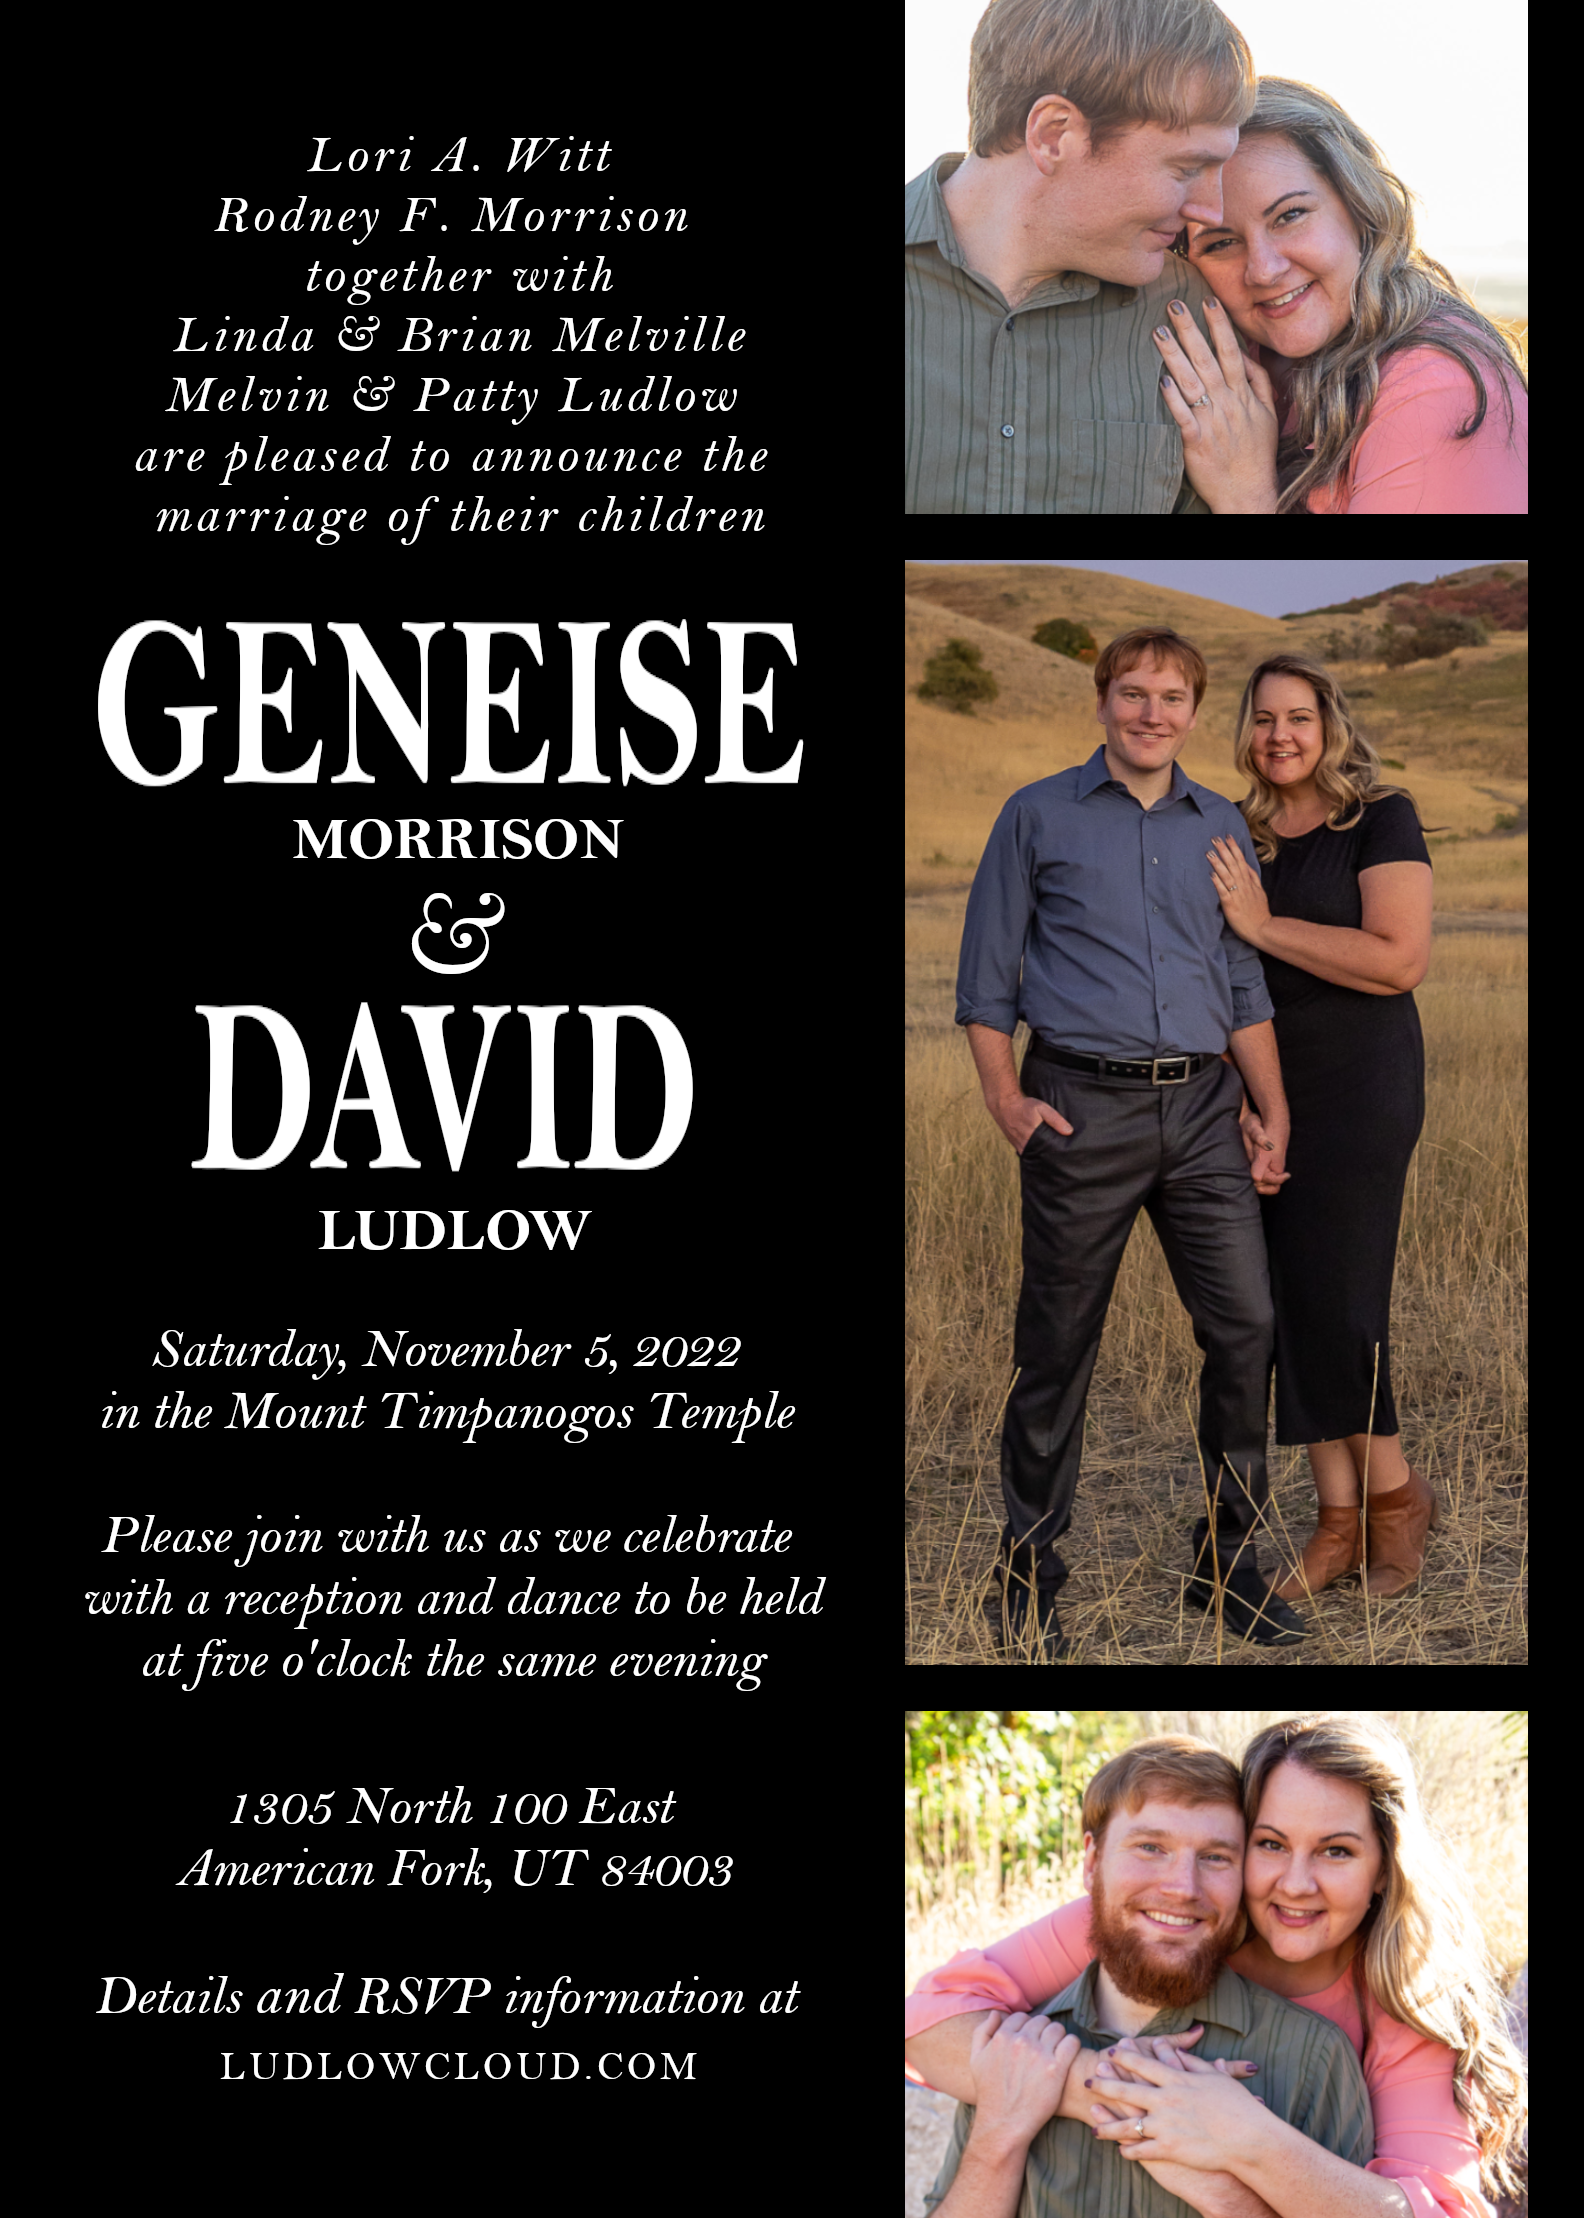 Lori A. Witt
Rodney F. Morrison
together with
Linda & Brian Melville
Melvin & Patty Ludlow
are pleased to announce the
marriage of their children
GENEISE
MORRISON
&
DAVID
LUDLOW
Saturday, November 5, 2022
in the Mount Timpanogos Temple
Please join with us as we celebrate
with a reception and dance to be held
at five o'clock the same evening
1305 North 100 East
American Fork, UT 84003
Details and RSVP information at
LUDLOWCLOUD.COM